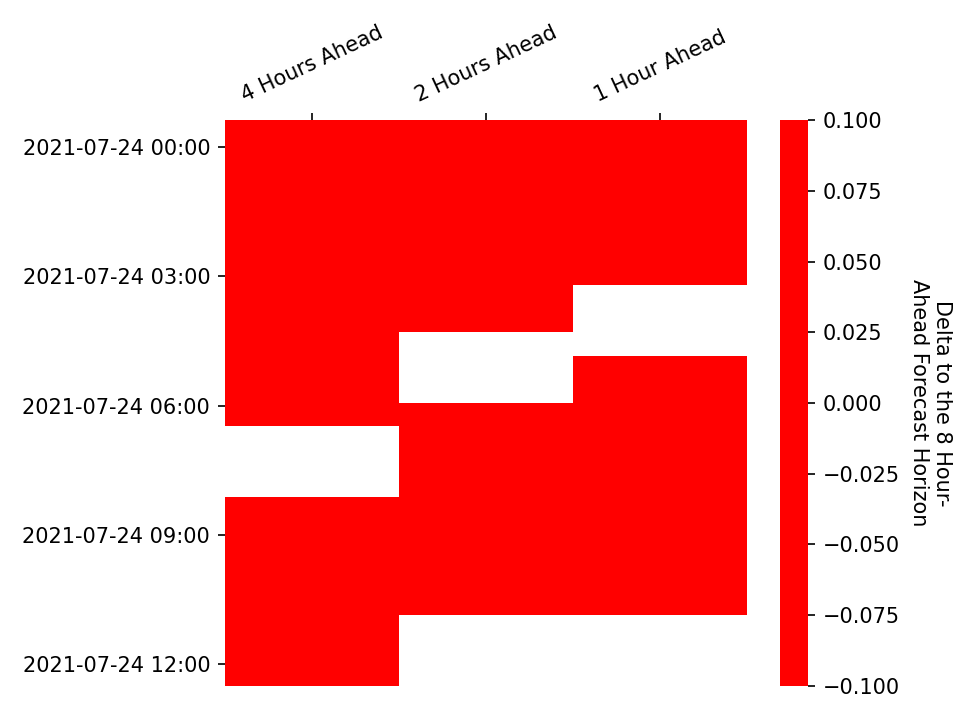 4 Hours Ahead
2 Hours Ahead
1 Hour Ahead
2021-07-24 00:00
2021-07-24 03:00
2021-07-24 06:00
2021-07-24 09:00
2021-07-24 12:00
0.100
0.075
0.050
0.025
0.000
−0.025
−0.050
−0.075
−0.100
Delta to the 8 Hour-
Ahead Forecast Horizon